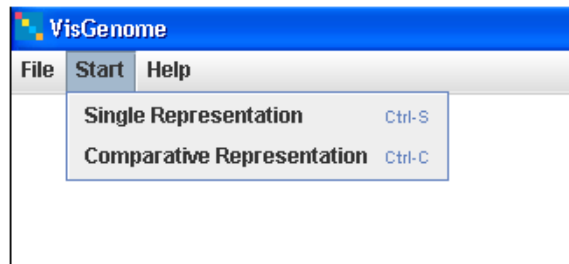 VisGenome
File Start Help
Single Representation Ctrl-S
Comparative Representation Ctrl-C